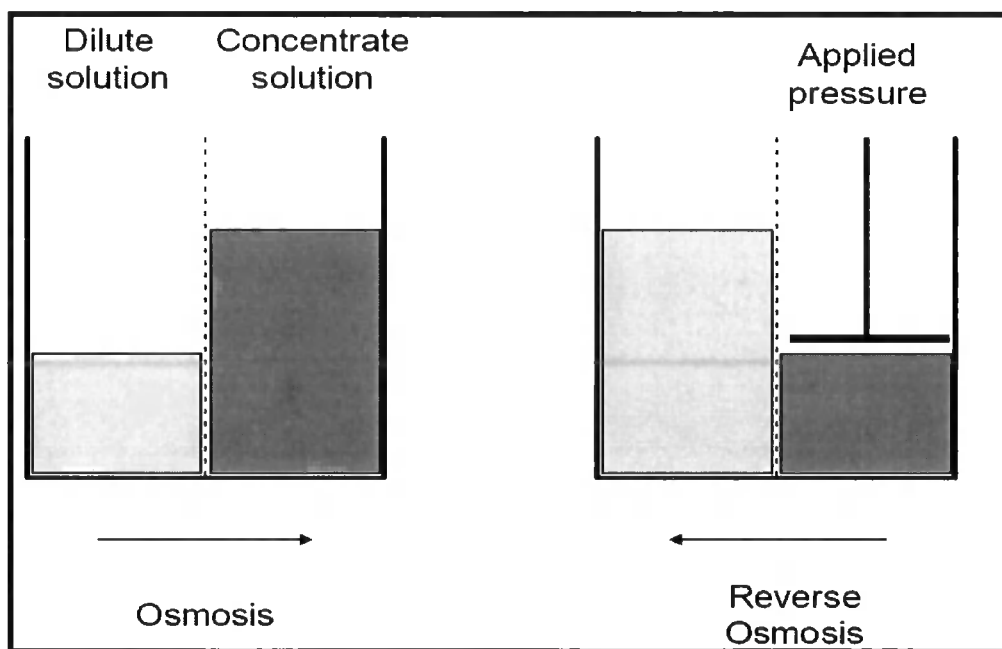 Dilute
solution
Concentrate
solution
Applied
pressure
Osmosis
Reverse
Osmosis